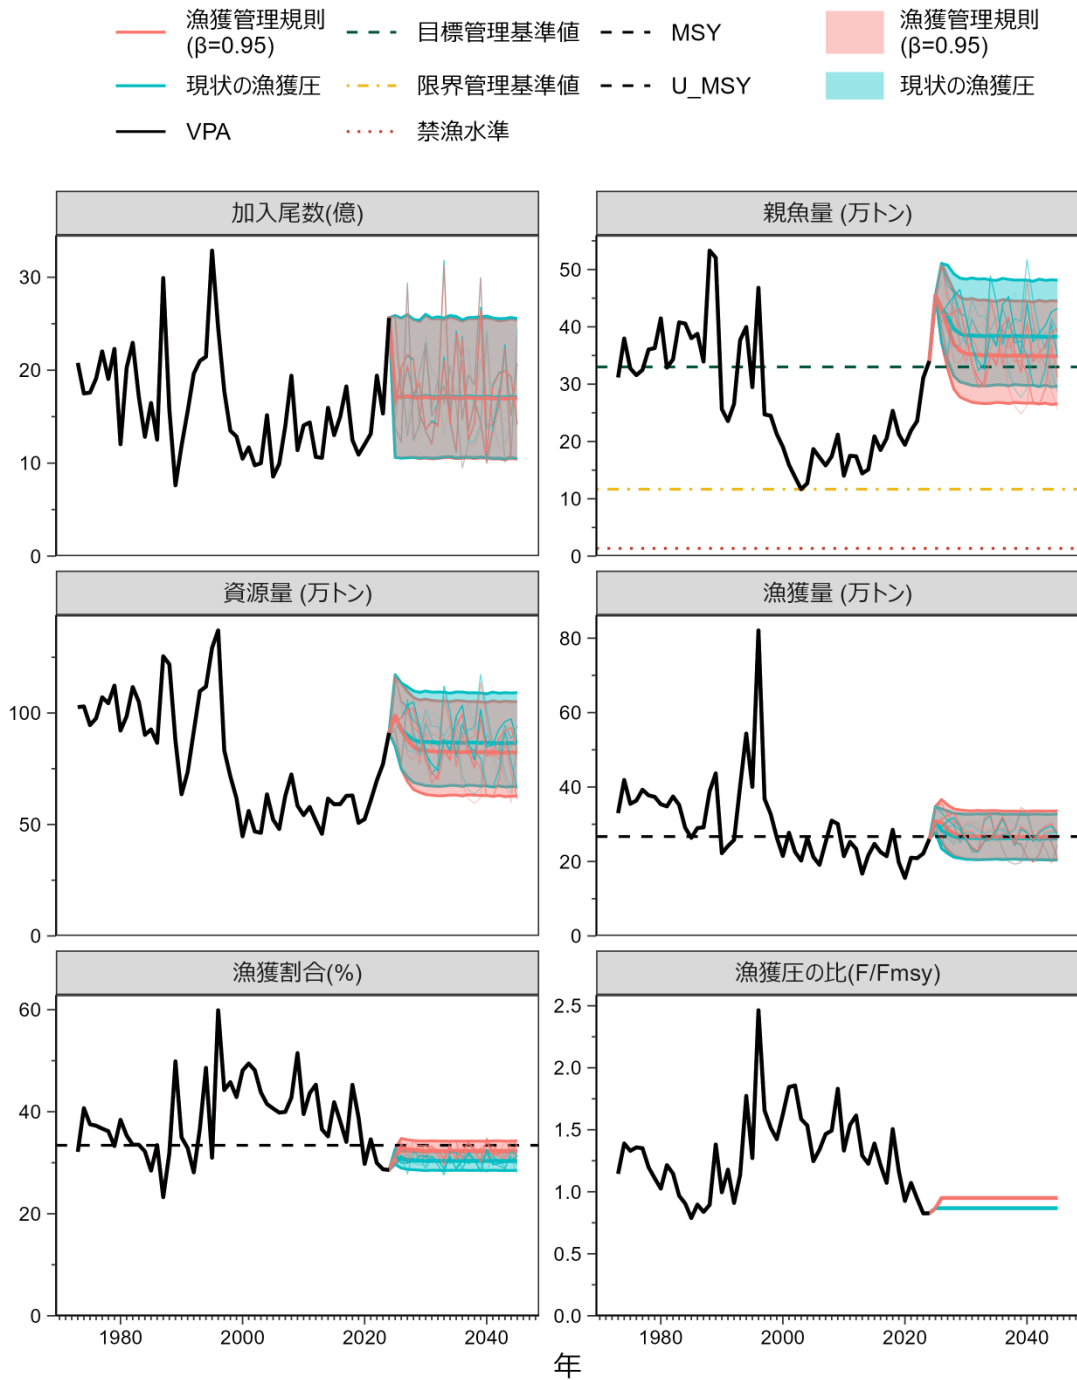 漁獲管理規則
(β=0.95)
目標管理基準値
MSY
漁獲管理規則
(β=0.95)
現状の漁獲圧
限界管理基準値
U_MSY
現状の漁獲圧
VPA
禁漁水準
加入尾数(億)
親魚量 (万トン)
30
20
10
0
50
40
30
20
10
0
資源量 (万トン)
漁獲量 (万トン)
100
50
0
80
60
40
20
0
漁獲割合(%)
漁獲圧の比(F/Fmsy)
60
40
20
0
2.5
2.0
1.5
1.0
0.5
0.0
1980
2000
2020
2040
1980
2000
2020
2040
年